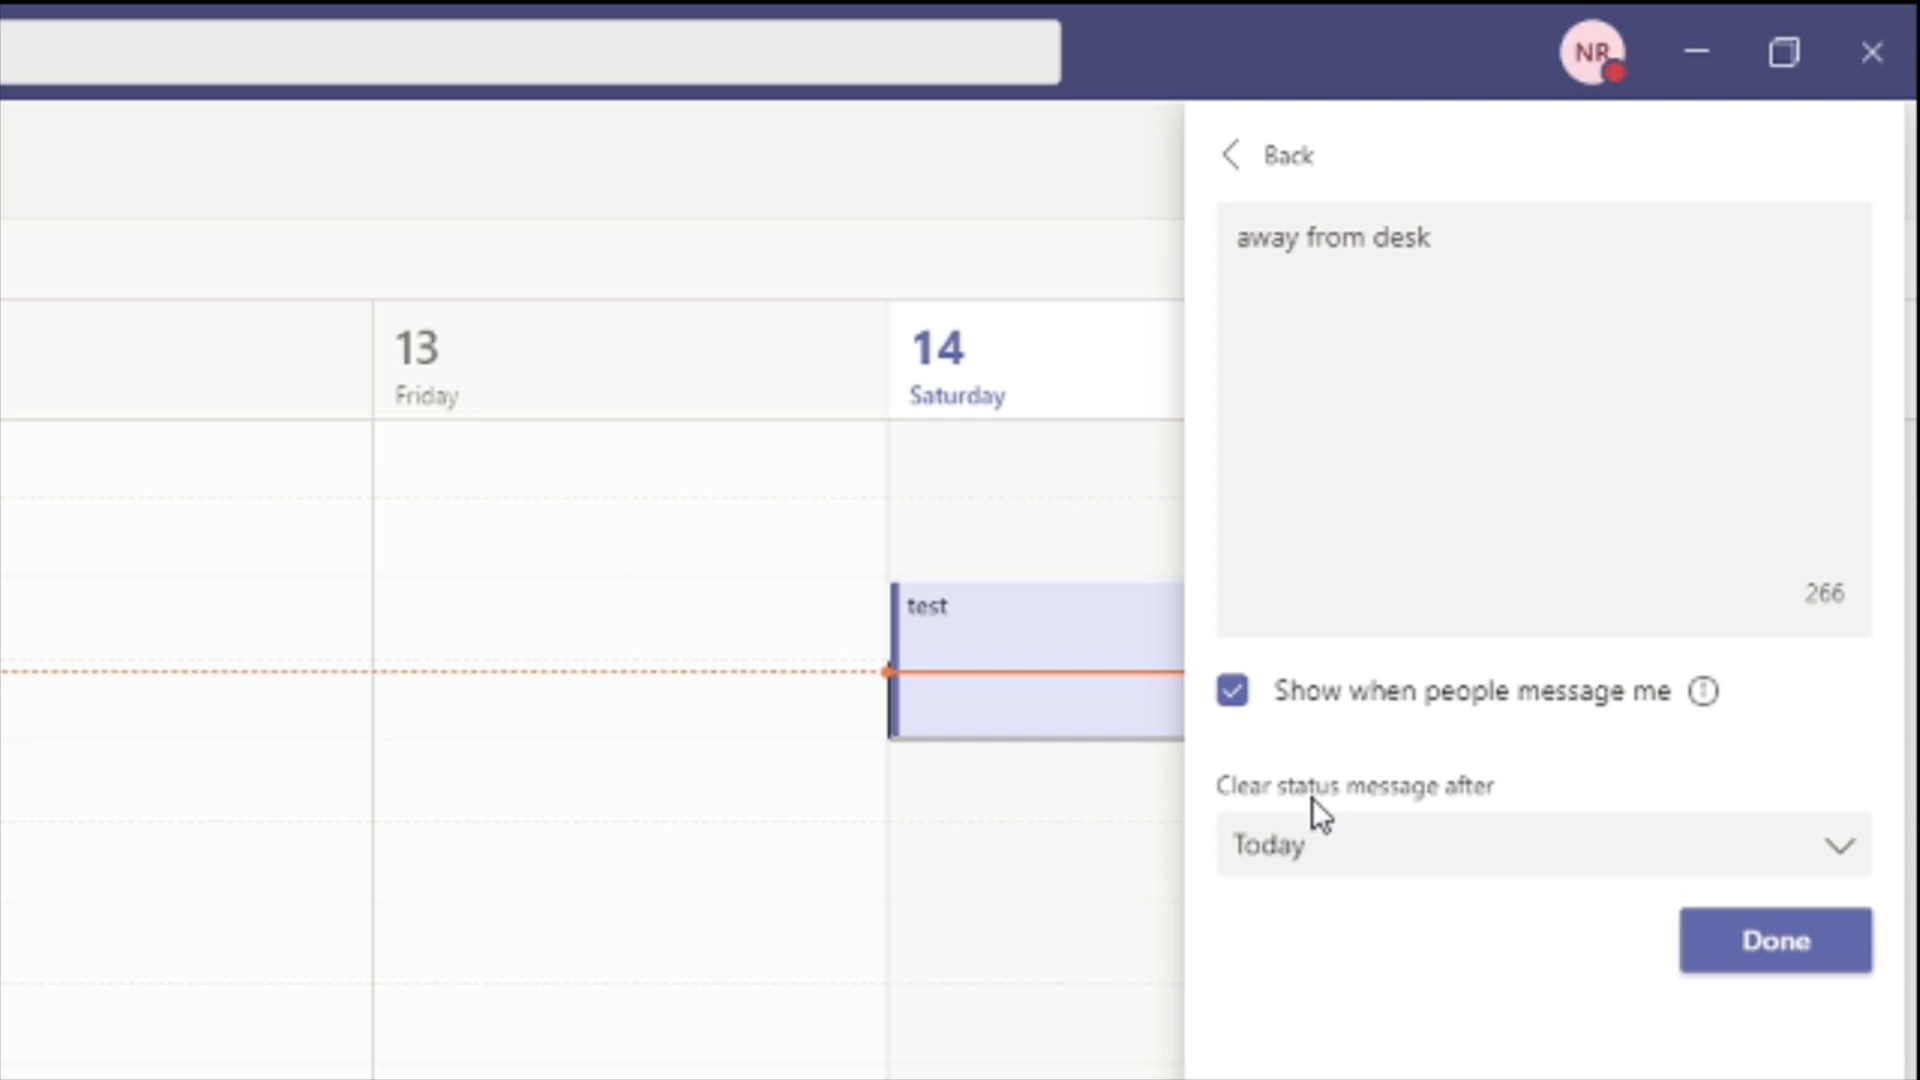 NR
Back
away from desk
13
Friday
14
Saturday
test
266
Show when people message me
Clear status message after
Today
Done